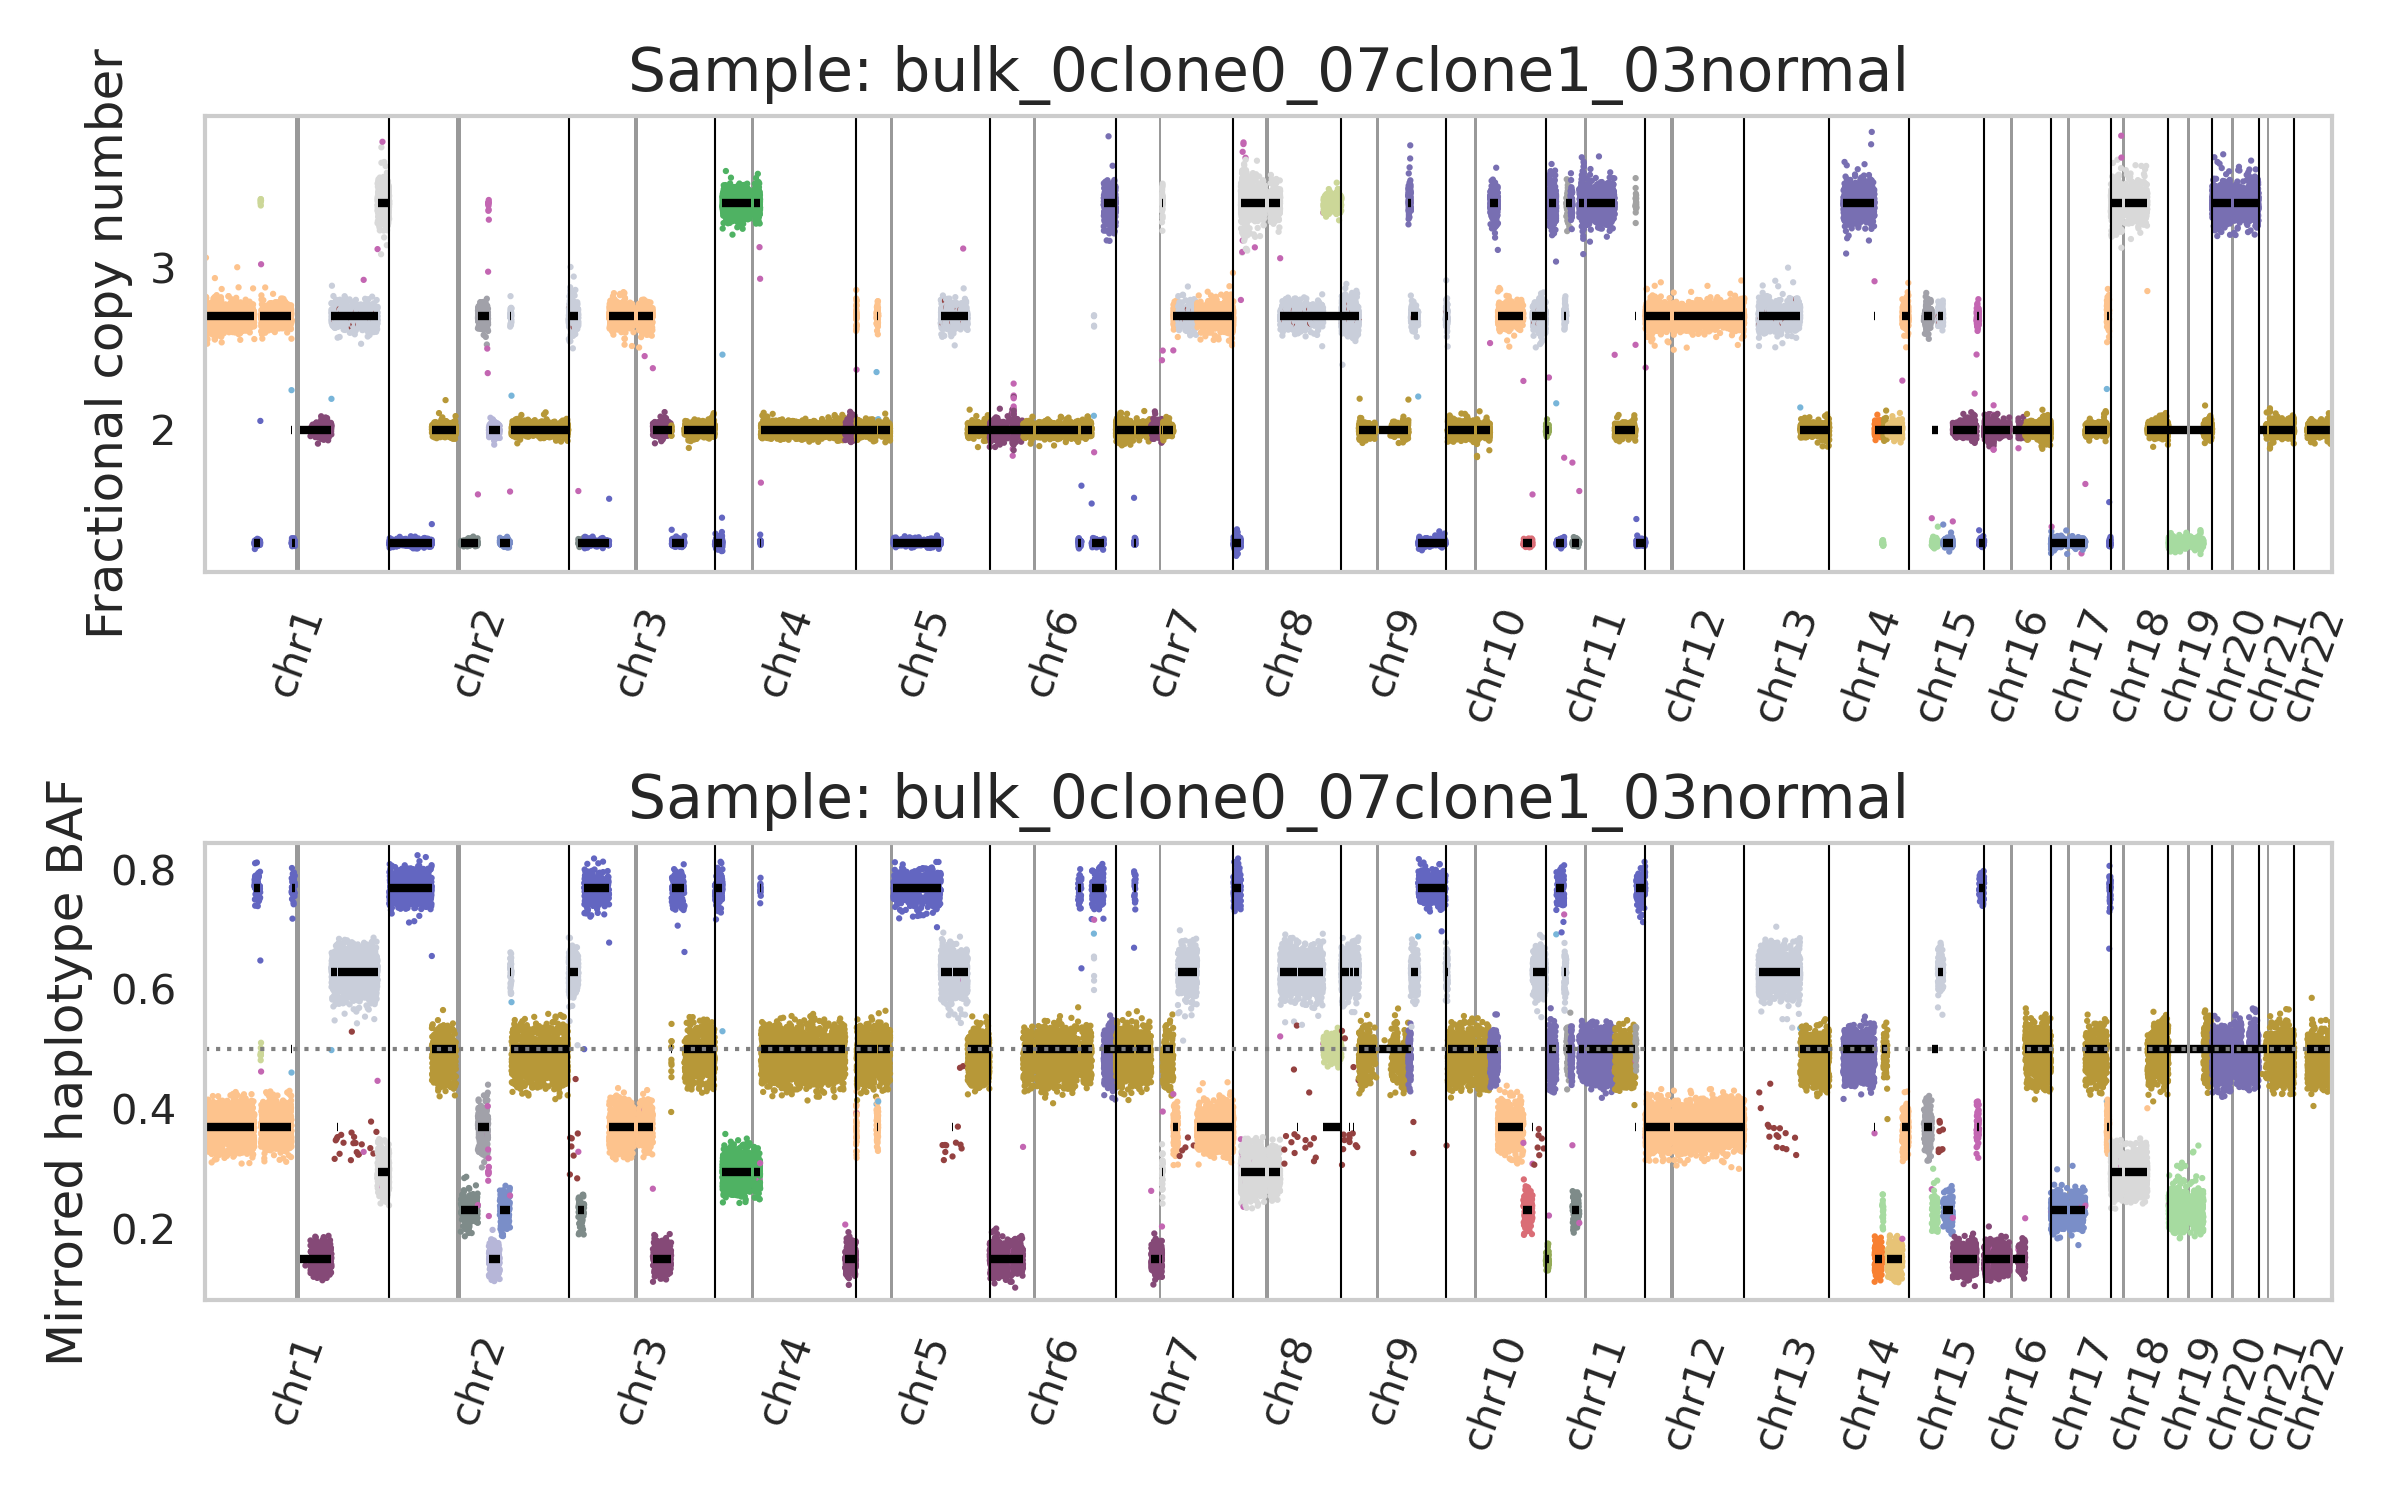 Sample: bulk_0clone0_07clone1_03normal
Fractional copy number
3
2
chr1 chr2 chr3 chr4 chr5 chr6 chr7 chr8 chr9 chr10 chr11 chr12 chr13 chr14 chr15 chr16 chr17 chr18 chr19 chr20 chr21 chr22
Sample: bulk_0clone0_07clone1_03normal
Mirrored haplotype BAF
0.8
0.6
0.4
0.2
chr1 chr2 chr3 chr4 chr5 chr6 chr7 chr8 chr9 chr10 chr11 chr12 chr13 chr14 chr15 chr16 chr17 chr18 chr19 chr20 chr21 chr22